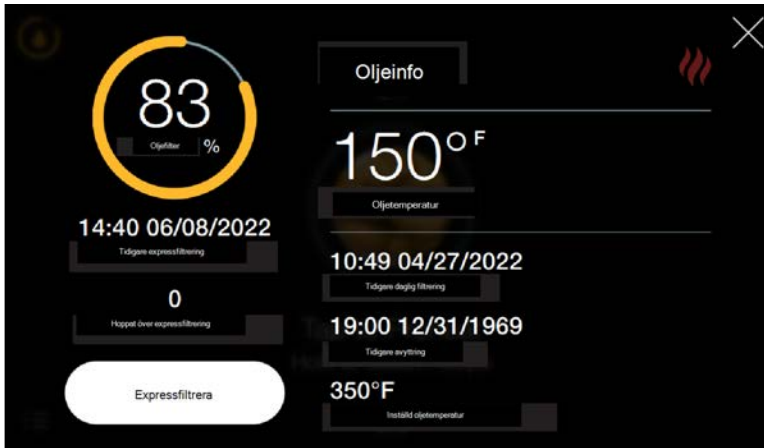 83
Oljefilter %
14:40 06/08/2022
Tidigare expressfiltrering
0
Hoppat över expressfiltrering
Expressfiltrera
Oljeinfo
150° F
Oljetemperatur
10:49 04/27/2022
Tidigare daglig filtrering
19:00 12/31/1969
Tidigare avyttring
350°F
Inställd oljetemperatur